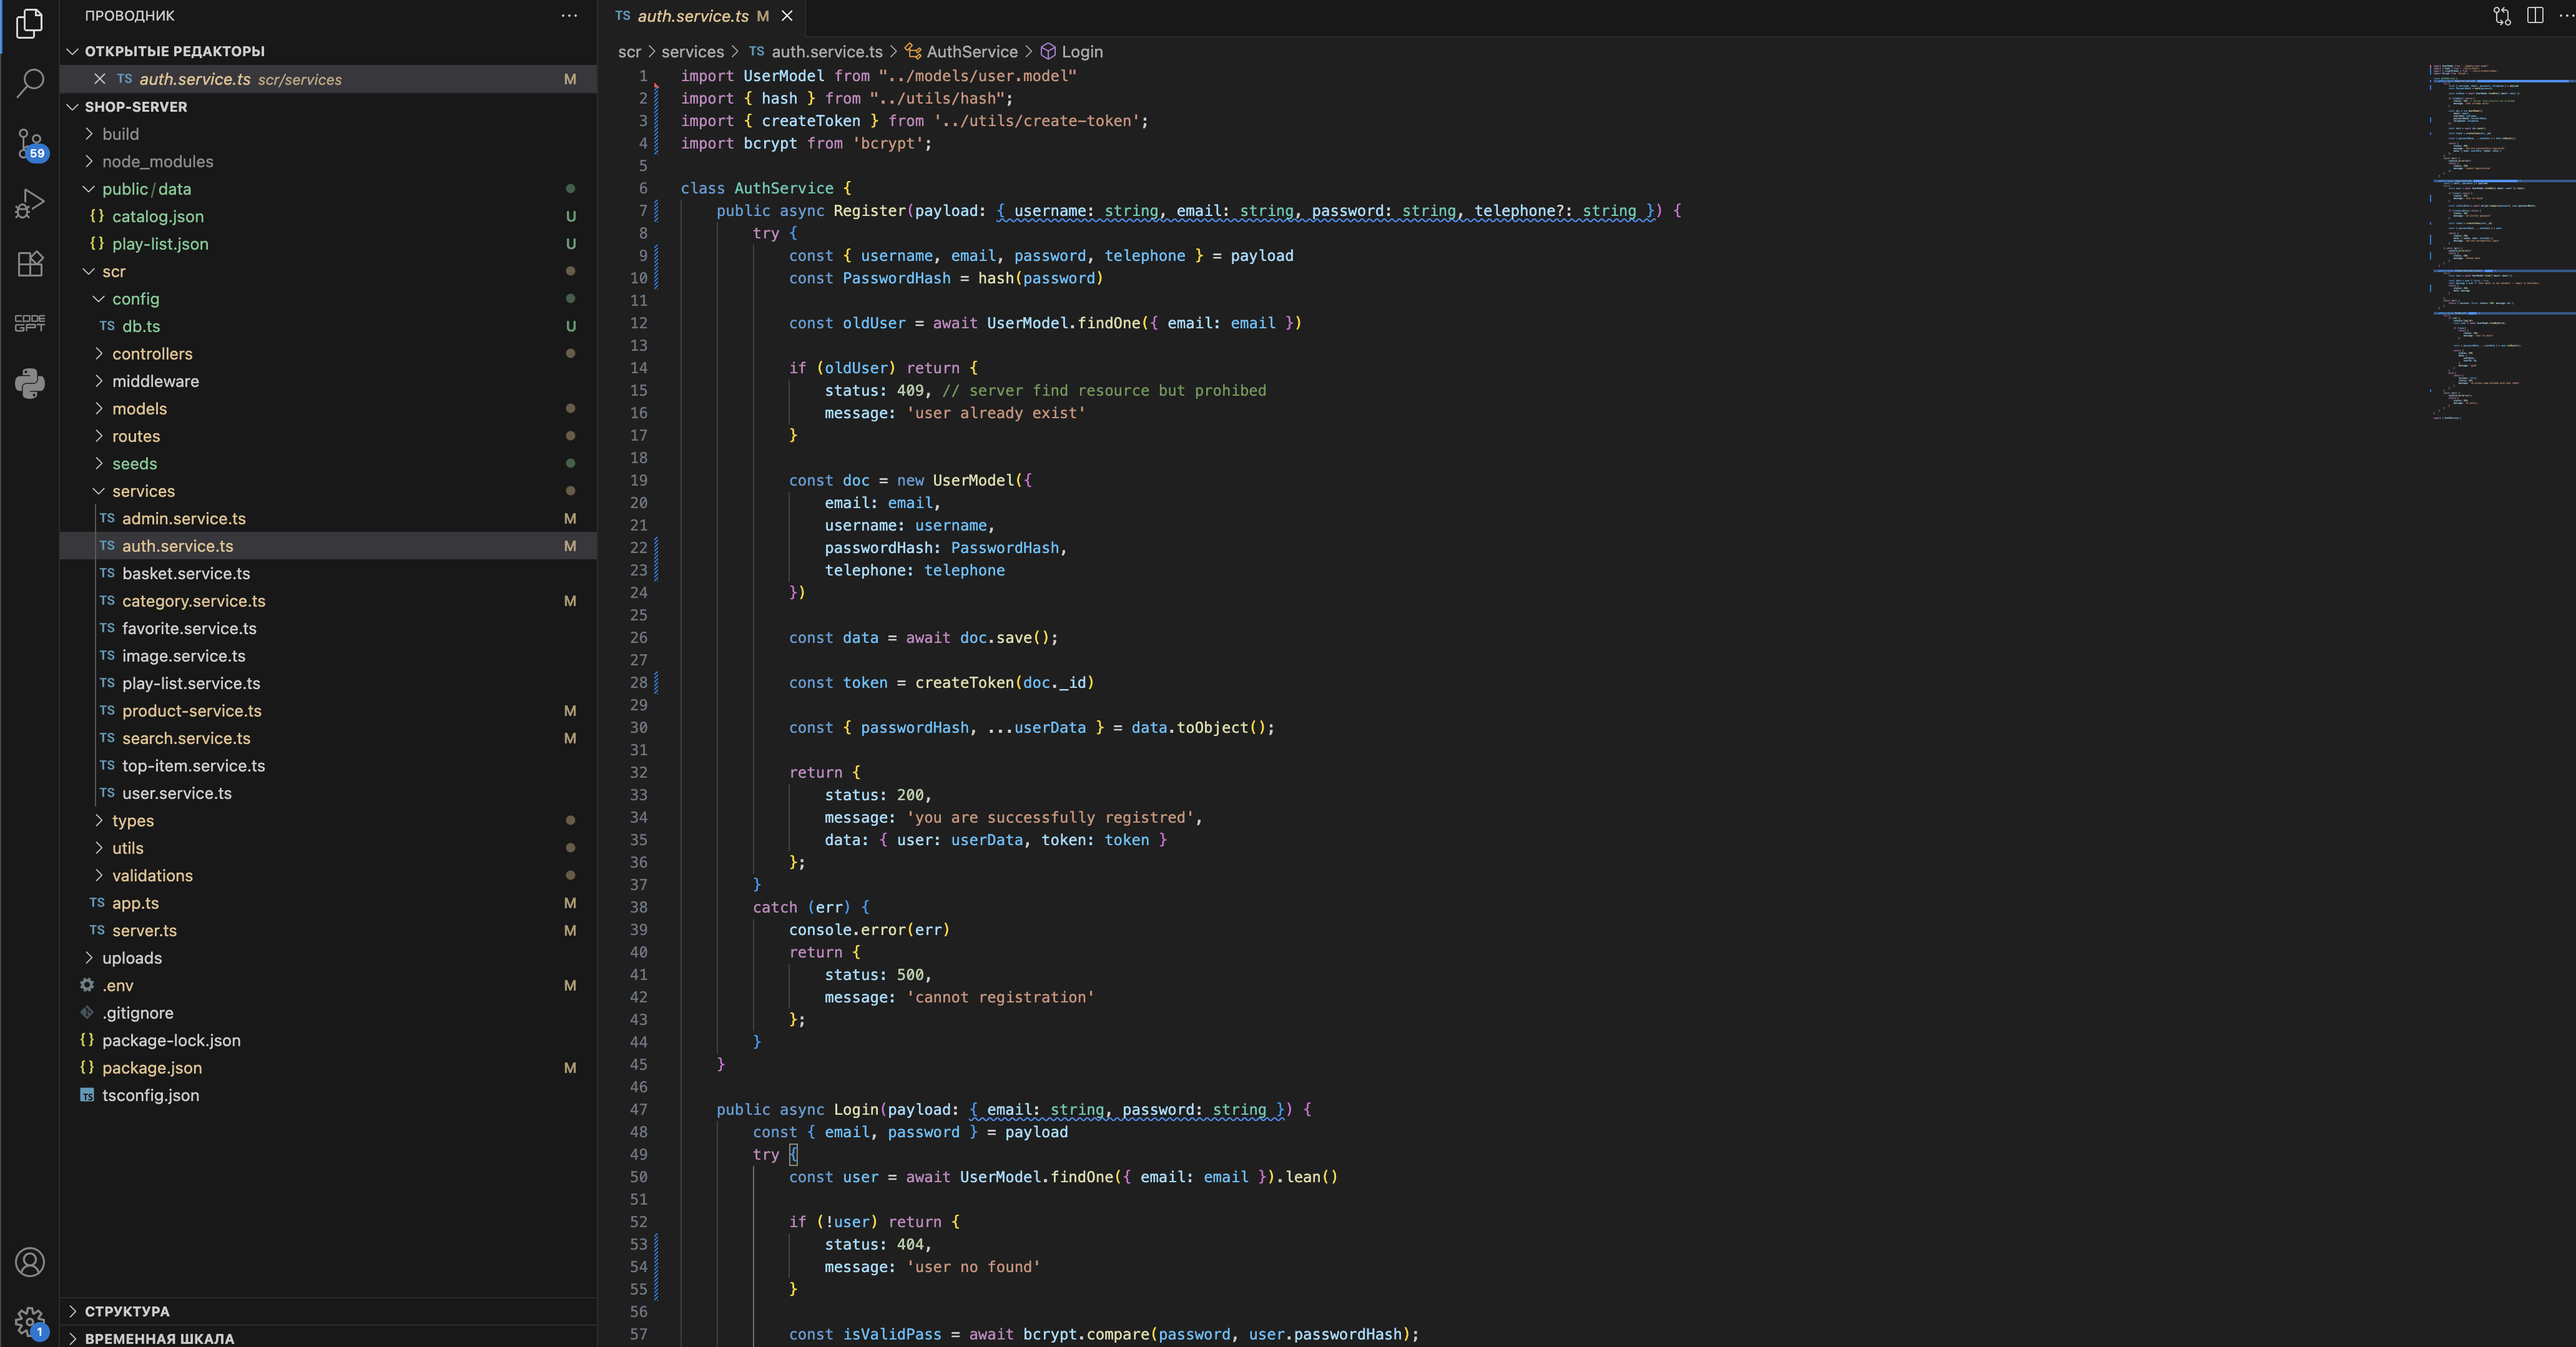 ПРОВОДНИК
ОТКРЫТЫЕ РЕДАКТОРЫ
TS auth.service.ts scr/services M
SHOP-SERVER
build
node_modules
public / data
{} catalog.json U
{} play-list.json U
scr
config
TS db.ts U
controllers
middleware
models
routes
seeds
services
TS admin.service.ts M
TS auth.service.ts M
TS basket.service.ts
TS category.service.ts M
TS favorite.service.ts
TS image.service.ts
TS play-list.service.ts
TS product-service.ts M
TS search.service.ts M
TS top-item.service.ts
TS user.service.ts
types
utils
validations
TS app.ts M
TS server.ts M
uploads
.env M
.gitignore
{} package-lock.json
{} package.json M
TS tsconfig.json
СТРУКТУРА
ВРЕМЕННАЯ ШКАЛА
59
CODE
GPT
1
TS auth.service.ts M
scr > services > TS auth.service.ts > AuthService > Login
1 import UserModel from "../models/user.model"
2 import { hash } from "../utils/hash";
3 import { createToken } from '../utils/create-token';
4 import bcrypt from 'bcrypt';
5
6 class AuthService {
7 public async Register(payload: { username: string, email: string, password: string, telephone?: string }) {
8 try {
9 const { username, email, password, telephone } = payload
10 const PasswordHash = hash(password)
11
12 const oldUser = await UserModel.findOne({ email: email })
13
14 if (oldUser) return {
15 status: 409, // server find resource but prohibed
16 message: 'user already exist'
17 }
18
19 const doc = new UserModel({
20 email: email,
21 username: username,
22 passwordHash: PasswordHash,
23 telephone: telephone
24 })
25
26 const data = await doc.save();
27
28 const token = createToken(doc._id)
29
30 const { passwordHash, ...userData } = data.toObject();
31
32 return {
33 status: 200,
34 message: 'you are successfully registred',
35 data: { user: userData, token: token }
36 };
37 }
38 catch (err) {
39 console.error(err)
40 return {
41 status: 500,
42 message: 'cannot registration'
43 };
44 }
45 }
46
47 public async Login(payload: { email: string, password: string }) {
48 const { email, password } = payload
49 try {
50 const user = await UserModel.findOne({ email: email }).lean()
51
52 if (!user) return {
53 status: 404,
54 message: 'user no found'
55 }
56
57 const isValidPass = await bcrypt.compare(password, user.passwordHash);